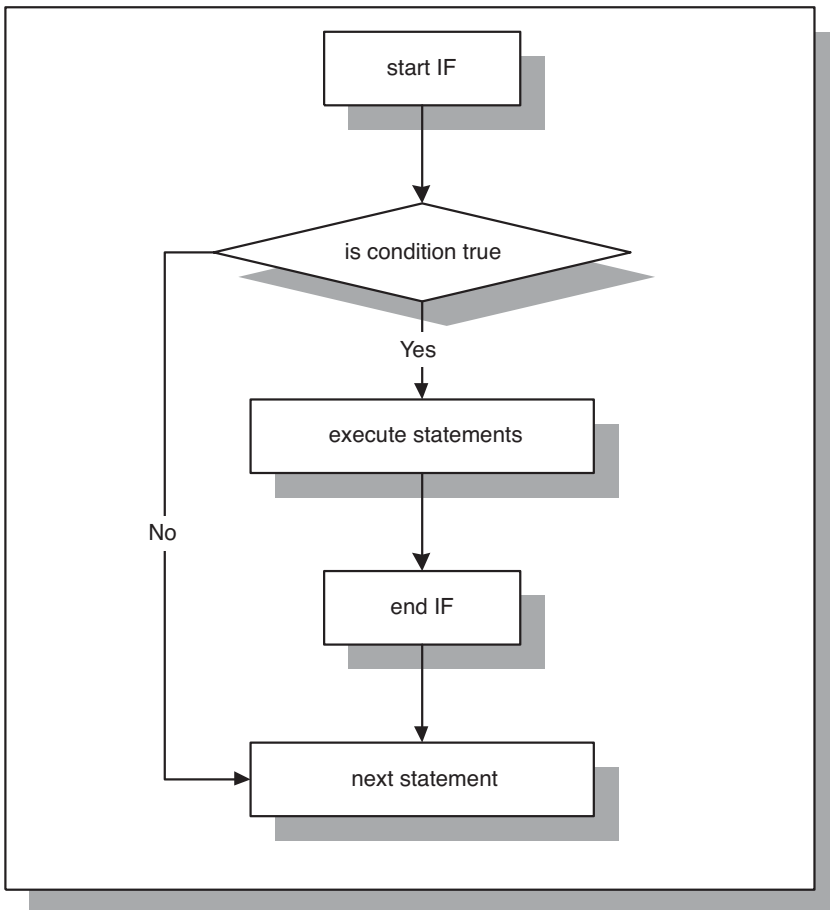 start IF
is condition true
Yes
execute statements
No
end IF
next statement